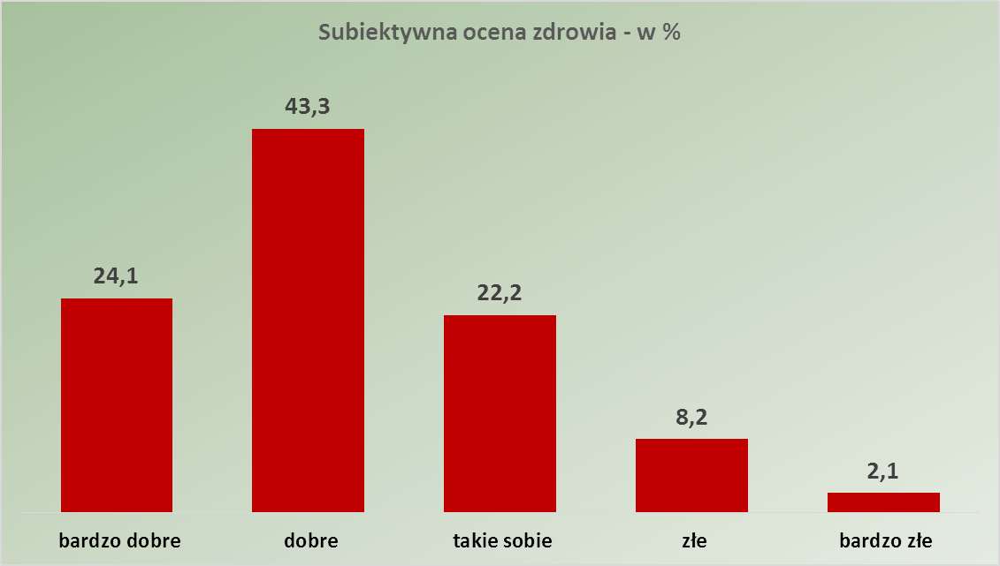 Subiektywna ocena zdrowia - w %
43,3
24,1
22,2
8,2
2,1
bardzo dobre
dobre
takie sobie
złe
bardzo złe